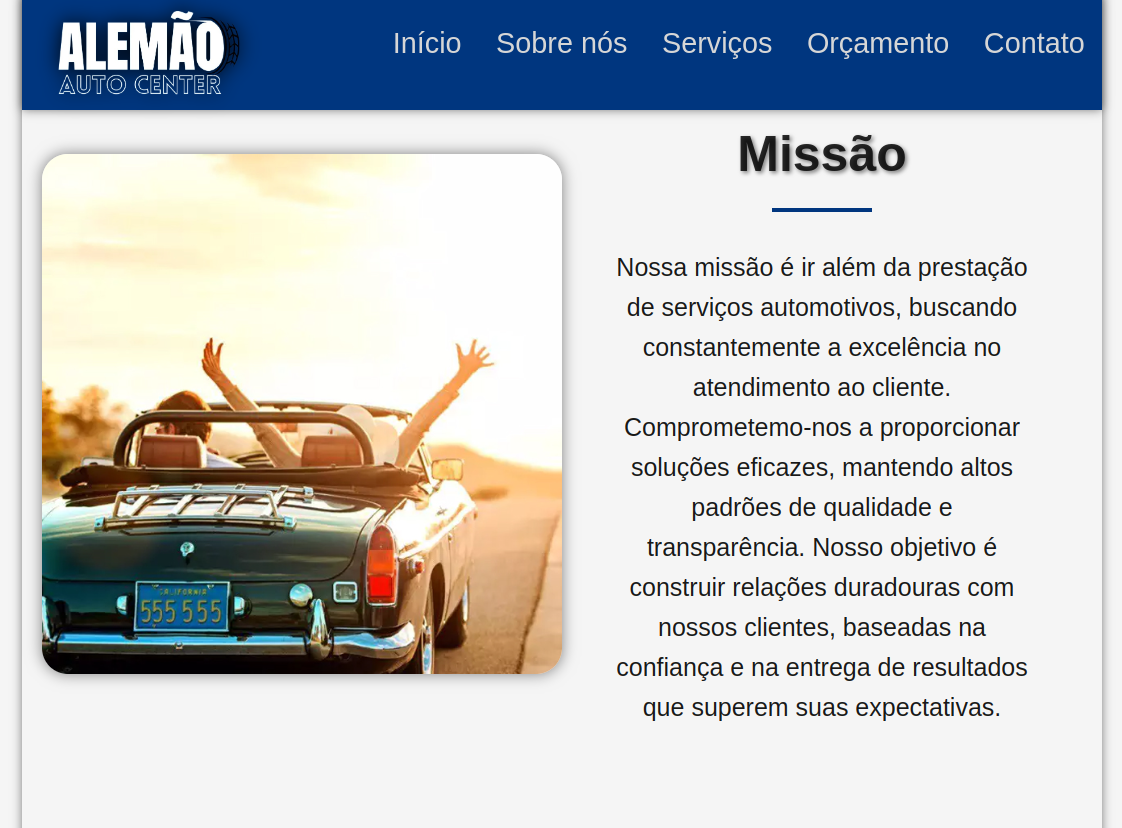 ALEMÃO
AUTO CENTER
Início Sobre nós Serviços Orçamento Contato
Missão
Nossa missão é ir além da prestação
de serviços automotivos, buscando
constantemente a excelência no
atendimento ao cliente.
Comprometemo-nos a proporcionar
soluções eficazes, mantendo altos
padrões de qualidade e
transparência. Nosso objetivo é
construir relações duradouras com
nossos clientes, baseadas na
confiança e na entrega de resultados
que superem suas expectativas.
CALIFORNIA
555 555